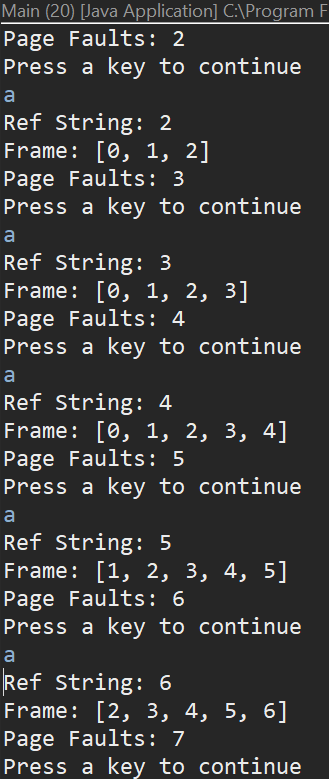 Main (20) [Java Application] C:\Program F
Page Faults: 2
Press a key to continue
a
Ref String: 2
Frame: [0, 1, 2]
Page Faults: 3
Press a key to continue
a
Ref String: 3
Frame: [0, 1, 2, 3]
Page Faults: 4
Press a key to continue
a
Ref String: 4
Frame: [0, 1, 2, 3, 4]
Page Faults: 5
Press a key to continue
a
Ref String: 5
Frame: [1, 2, 3, 4, 5]
Page Faults: 6
Press a key to continue
a
Ref String: 6
Frame: [2, 3, 4, 5, 6]
Page Faults: 7
Press a key to continue